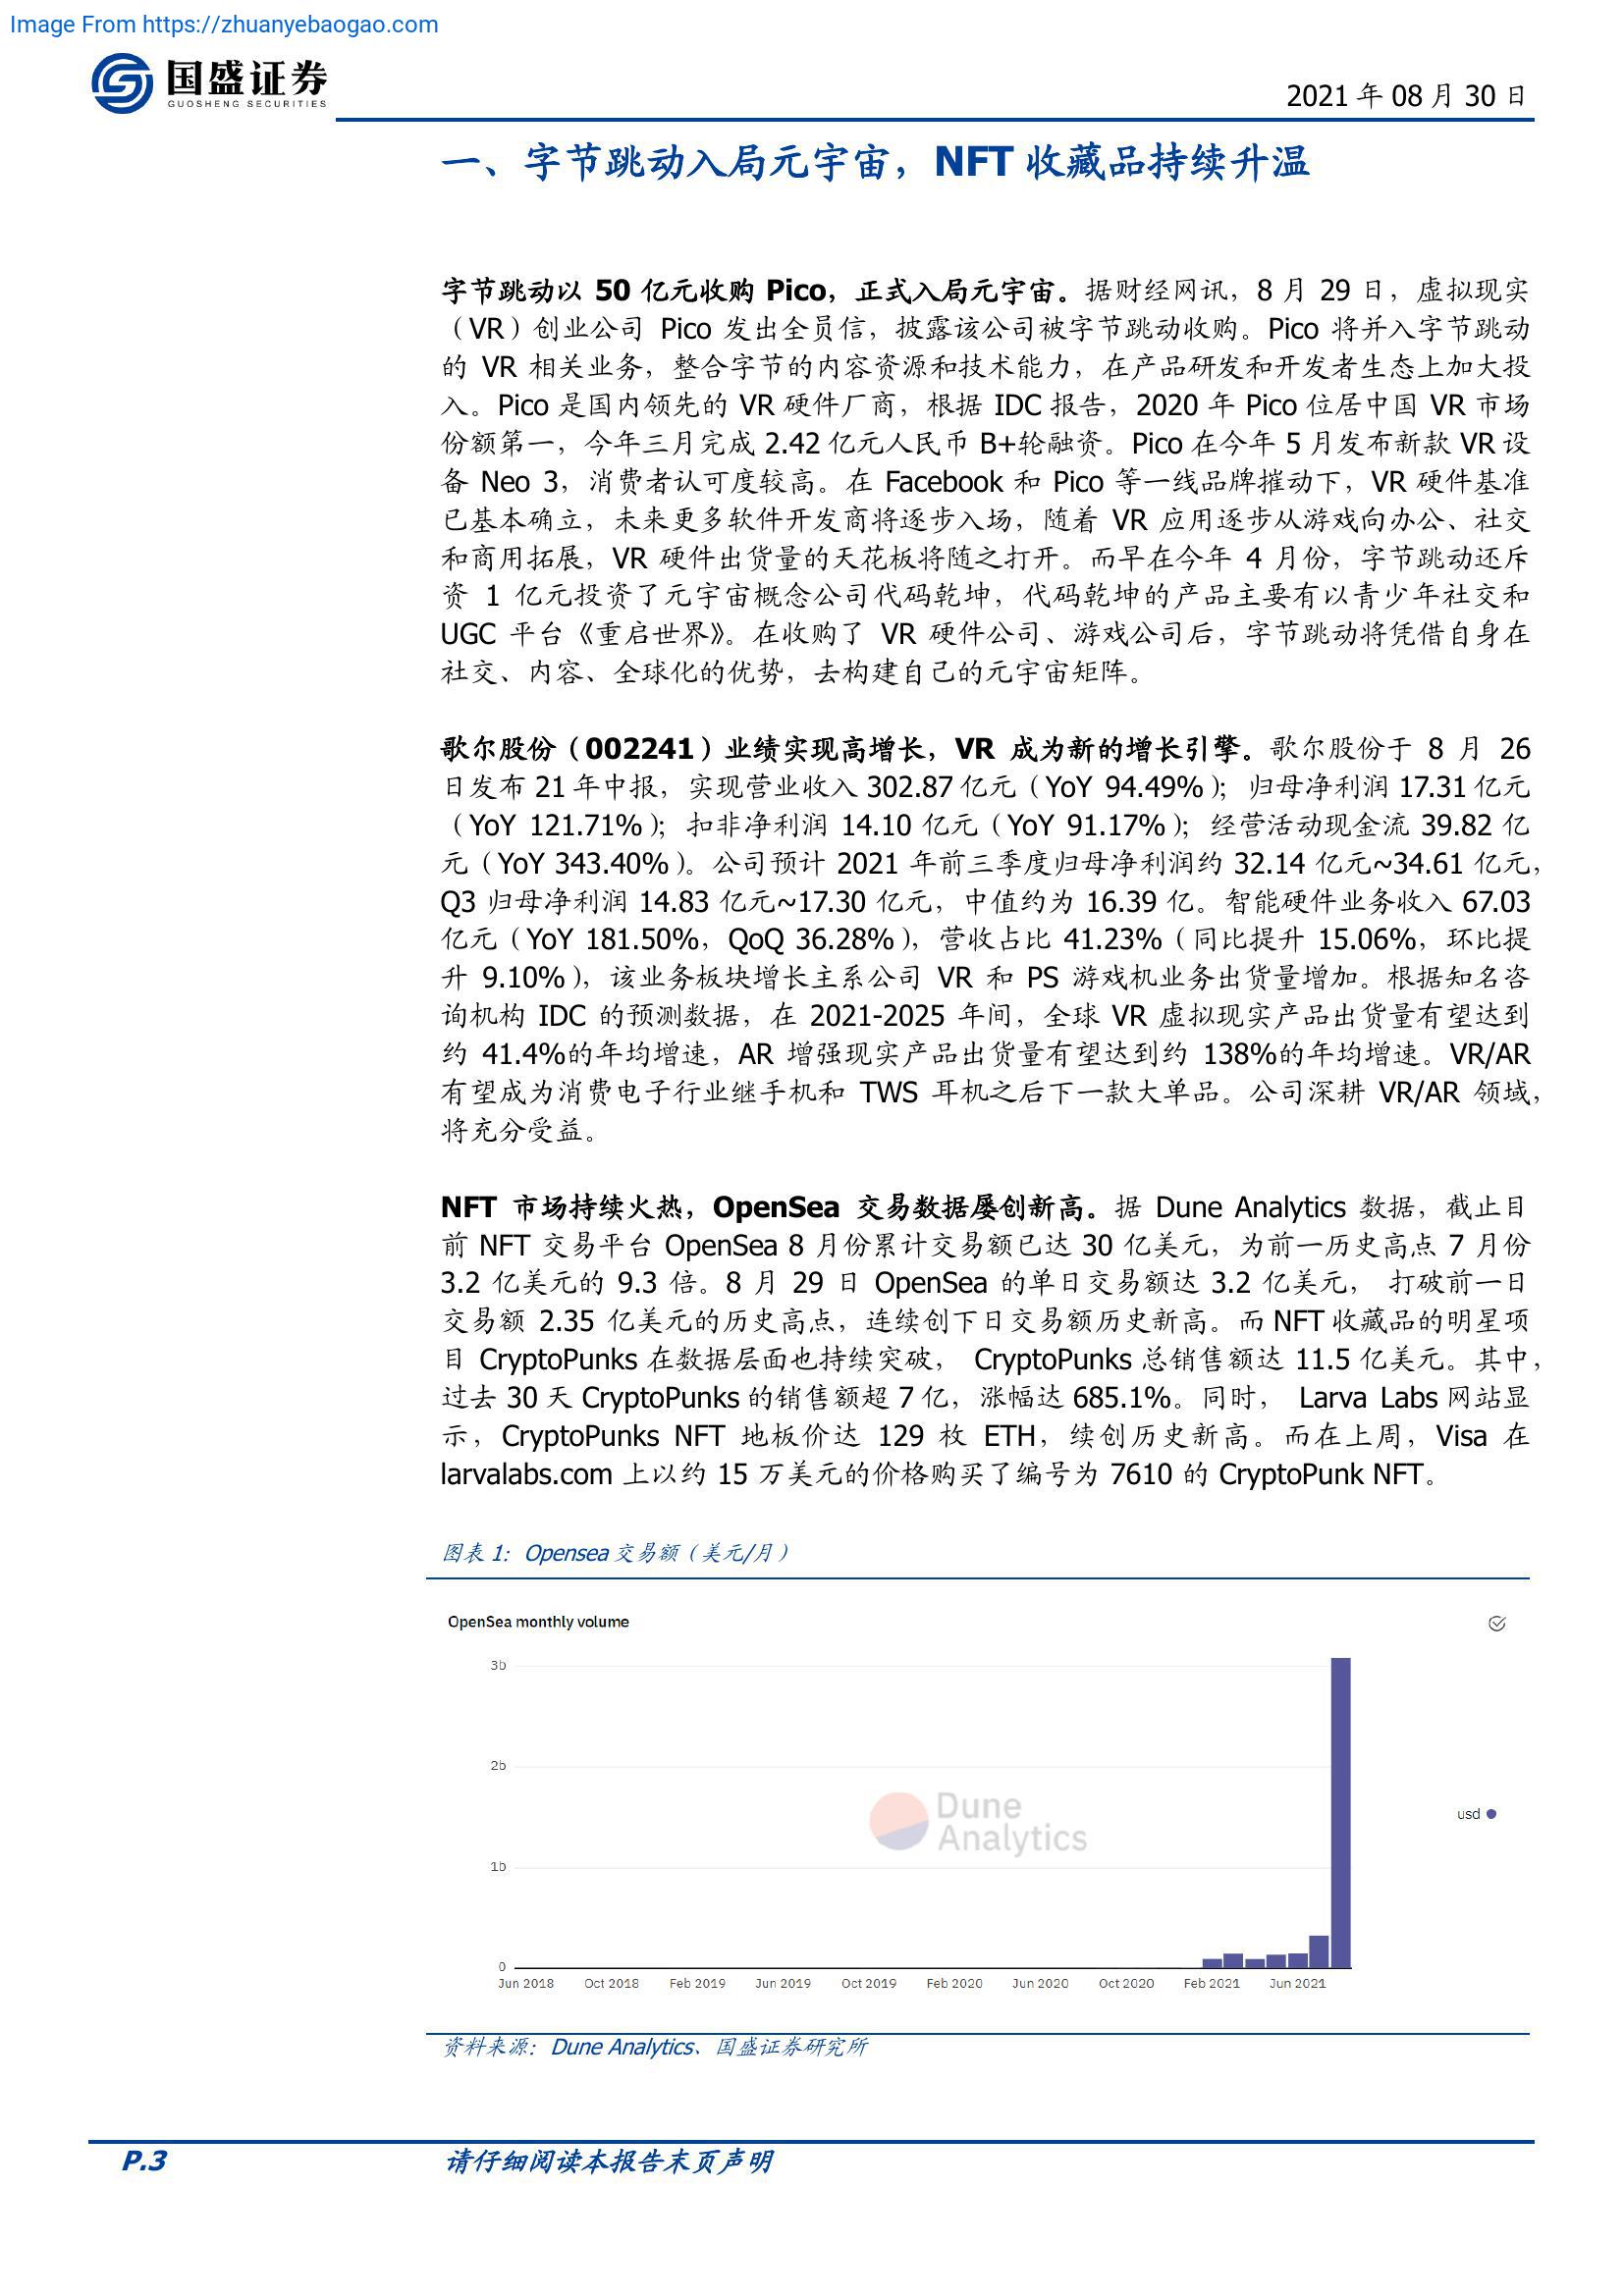 Image From https://zhuanyebaogao.com
国盛证券
GUOSHENG SECURITIES
2021 年 08 月 30 日
一、字节跳动入局元宇宙，NFT 收藏品持续升温
字节跳动以 50 亿元收购 Pico，正式入局元宇宙。据财经网讯，8 月 29 日，虚拟现实
（VR）创业公司 Pico 发出全员信，披露该公司被字节跳动收购。Pico 将并入字节跳动
的 VR 相关业务，整合字节的内容资源和技术能力，在产品研发和开发者生态上加大投
入。Pico 是国内领先的 VR 硬件厂商，根据 IDC 报告，2020 年 Pico 位居中国 VR 市场
份额第一，今年三月完成 2.42 亿元人民币 B+轮融资。Pico 在今年 5 月发布新款 VR 设
备 Neo 3，消费者认可度较高。在 Facebook 和 Pico 等一线品牌摧动下，VR 硬件基准
已基本确立，未来更多软件开发商将逐步入场，随着 VR 应用逐步从游戏向办公、社交
和商用拓展，VR 硬件出货量的天花板将随之打开。而早在今年 4 月份，字节跳动还斥
资 1 亿元投资了元宇宙概念公司代码乾坤，代码乾坤的产品主要有以青少年社交和
UGC 平台《重启世界》。在收购了 VR 硬件公司、游戏公司后，字节跳动将凭借自身在
社交、内容、全球化的优势，去构建自己的元宇宙矩阵。
歌尔股份（002241）业绩实现高增长，VR 成为新的增长引擎。歌尔股份于 8 月 26
日发布 21 年中报，实现营业收入 302.87 亿元（YoY 94.49%）；归母净利润 17.31 亿元
（YoY 121.71%）；扣非净利润 14.10 亿元（YoY 91.17%）；经营活动现金流 39.82 亿
元（YoY 343.40%）。公司预计 2021 年前三季度归母净利润约 32.14 亿元~34.61 亿元，
Q3 归母净利润 14.83 亿元~17.30 亿元，中值约为 16.39 亿。智能硬件业务收入 67.03
亿元（YoY 181.50%，QoQ 36.28%），营收占比 41.23%（同比提升 15.06%，环比提
升 9.10%），该业务板块增长主系公司 VR 和 PS 游戏机业务出货量增加。根据知名咨
询机构 IDC 的预测数据，在 2021-2025 年间，全球 VR 虚拟现实产品出货量有望达到
约 41.4%的年均增速，AR 增强现实产品出货量有望达到约 138%的年均增速。VR/AR
有望成为消费电子行业继手机和 TWS 耳机之后下一款大单品。公司深耕 VR/AR 领域，
将充分受益。
NFT 市场持续火热，OpenSea 交易数据屡创新高。据 Dune Analytics 数据，截止目
前 NFT 交易平台 OpenSea 8 月份累计交易额已达 30 亿美元，为前一历史高点 7 月份
3.2 亿美元的 9.3 倍。8 月 29 日 OpenSea 的单日交易额达 3.2 亿美元， 打破前一日
交易额 2.35 亿美元的历史高点，连续创下日交易额历史新高。而 NFT 收藏品的明星项
目 CryptoPunks 在数据层面也持续突破， CryptoPunks 总销售额达 11.5 亿美元。其中，
过去 30 天 CryptoPunks 的销售额超 7 亿，涨幅达 685.1%。同时， Larva Labs 网站显
示，CryptoPunks NFT 地板价达 129 枚 ETH，续创历史新高。而在上周，Visa 在
larvalabs.com 上以约 15 万美元的价格购买了编号为 7610 的 CryptoPunk NFT。
图表 1：Opensea 交易额（美元/月）
OpenSea monthly volume
3b
2b
1b
0
Dune
Analytics
usd
Jun 2018 Oct 2018 Feb 2019 Jun 2019 Oct 2019 Feb 2020 Jun 2020 Oct 2020 Feb 2021 Jun 2021
资料来源：Dune Analytics、国盛证券研究所
P.3 请仔细阅读本报告末页声明